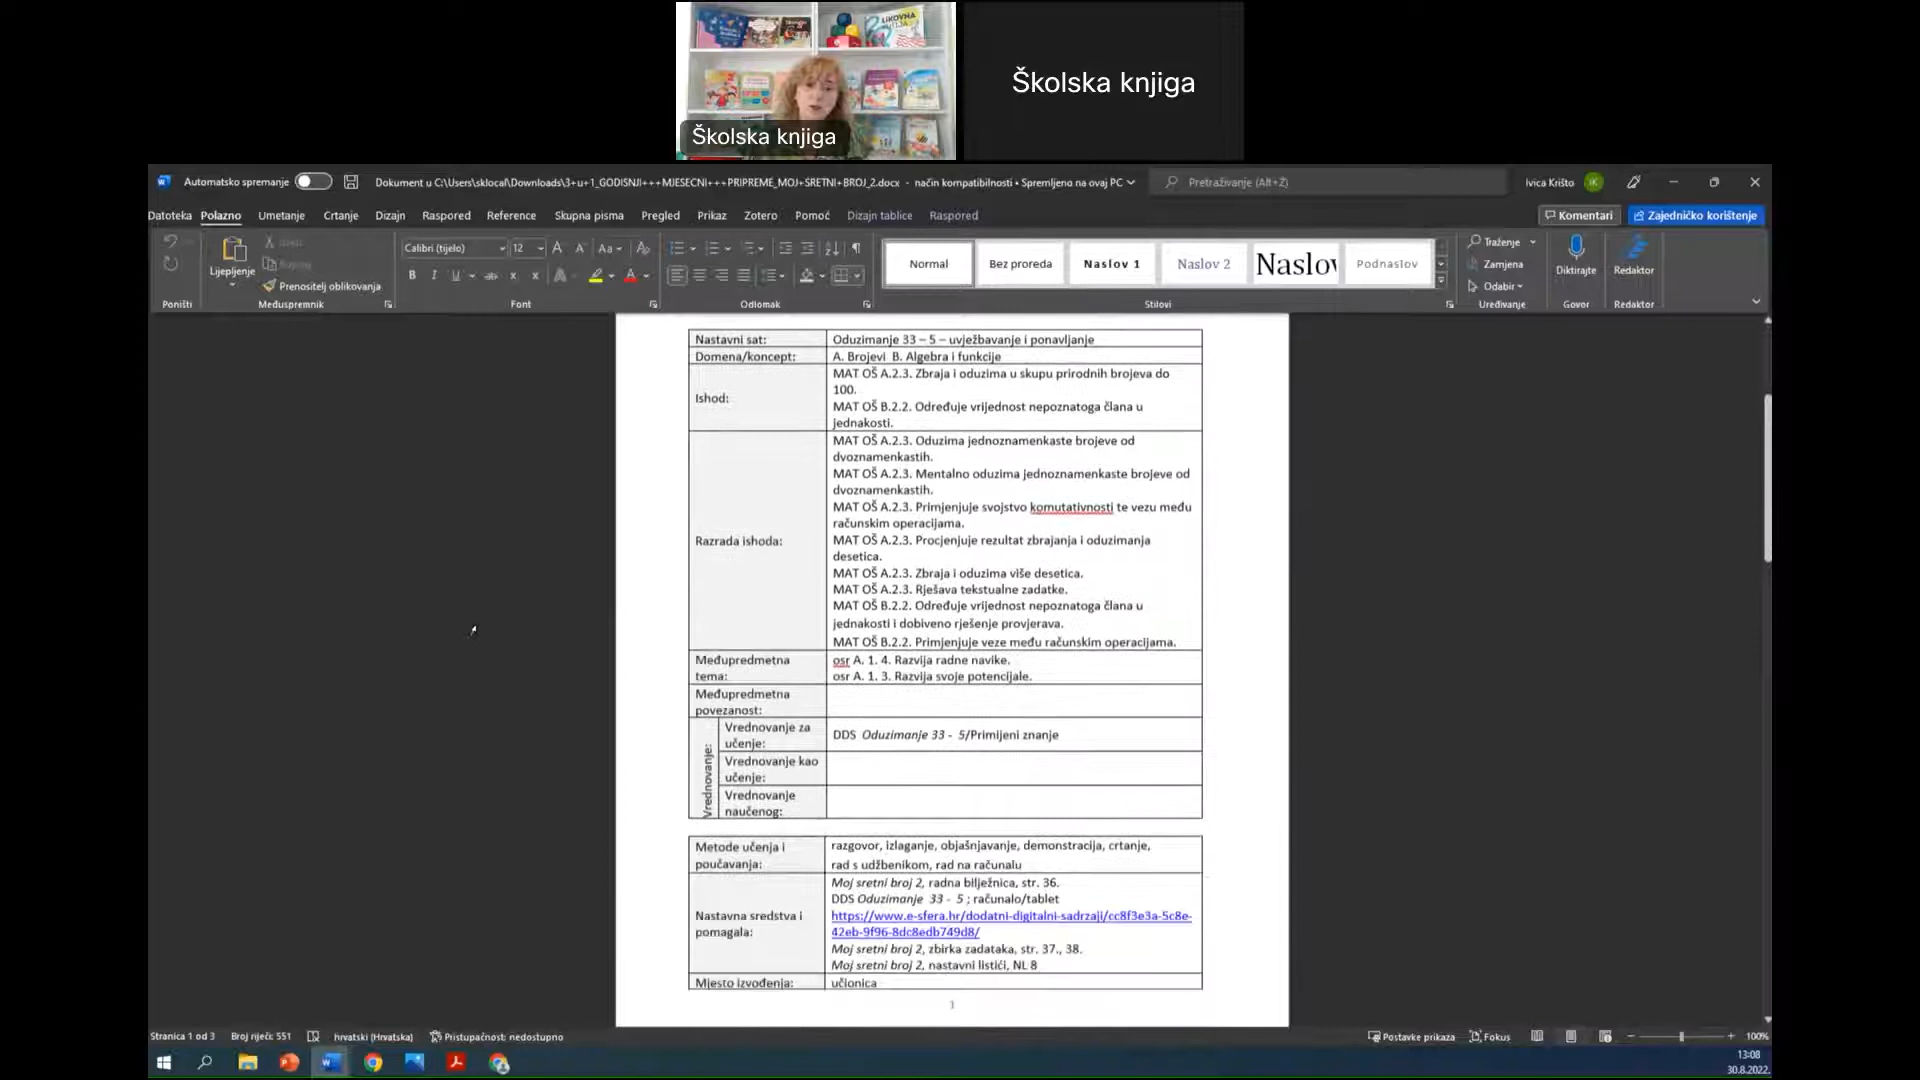 LIKOVNA
Školska knjiga
Školska knjiga
Automatsko spremanje
Dokument u C:\Users\sklocal\Downloads\3+u+1_GODISNJI+++MJESECNI+++PRIPREME_MOJ+SRETNI+BROJ_2.docx - način kompatibilnosti • Spremljeno na ovaj PC
Pretraživanje (Alt+Ž)
Ivica Krišto
IK
Datoteka Polazno Umetanje Crtanje Dizajn Raspored Reference Skupna pisma Pregled Prikaz Zotero Pomoć Dizajn tablice Raspored
Komentari
Zajedničko korištenje
Lijepljenje
Prenositelj oblikovanja
Calibri (tijelo) 12
Normal
Bez proreda
Naslov 1
Naslov 2
Naslov
Podnaslov
Traženje
Zamjena
Odabir
Diktirajte
Redaktor
Poništi Međuspremnik Font Odlomak Stilovi Uređivanje Govor Redaktor
Nastavni sat: Oduzimanje 33 – 5 – uvježbavanje i ponavljanje
Domena/koncept: A. Brojevi B. Algebra i funkcije
Ishod:
MAT OŠ A.2.3. Zbraja i oduzima u skupu prirodnih brojeva do
100.
MAT OŠ B.2.2. Određuje vrijednost nepoznatoga člana u
jednakosti.
Razrada ishoda:
MAT OŠ A.2.3. Oduzima jednoznamenkaste brojeve od
dvoznamenkastih.
MAT OŠ A.2.3. Mentalno oduzima jednoznamenkaste brojeve od
dvoznamenkastih.
MAT OŠ A.2.3. Primjenjuje svojstvo komutativnosti te vezu među
računskim operacijama.
MAT OŠ A.2.3. Procjenjuje rezultat zbrajanja i oduzimanja
desetica.
MAT OŠ A.2.3. Zbraja i oduzima više desetica.
MAT OŠ A.2.3. Rješava tekstualne zadatke.
MAT OŠ B.2.2. Određuje vrijednost nepoznatoga člana u
jednakosti i dobiveno rješenje provjerava.
MAT OŠ B.2.2. Primjenjuje veze među računskim operacijama.
Međupredmetna
tema:
osr A. 1. 4. Razvija radne navike.
osr A. 1. 3. Razvija svoje potencijale.
Međupredmetna
povezanost:
Vrednovanje:
Vrednovanje za
učenje:
DDS Oduzimanje 33 - 5/Primijeni znanje
Vrednovanje kao
učenje:
Vrednovanje
naučenog:
Metode učenja i
poučavanja:
razgovor, izlaganje, objašnjavanje, demonstracija, crtanje,
rad s udžbenikom, rad na računalu
Nastavna sredstva i
pomagala:
Moj sretni broj 2, radna bilježnica, str. 36.
DDS Oduzimanje 33 - 5 ; računalo/tablet
https://www.e-sfera.hr/dodatni-digitalni-sadrzaji/cc8f3e3a-5c8e-
42eb-9f96-8dc8edb749d8/
Moj sretni broj 2, zbirka zadataka, str. 37., 38.
Moj sretni broj 2, nastavni listići, NL 8
Mjesto izvođenja: učionica
1
Stranica 1 od 3 Broj riječi: 551 hrvatski (Hrvatska) Pristupačnost: nedostupno
Postavke prikaza Fokus 100%
13:08
30.8.2022.